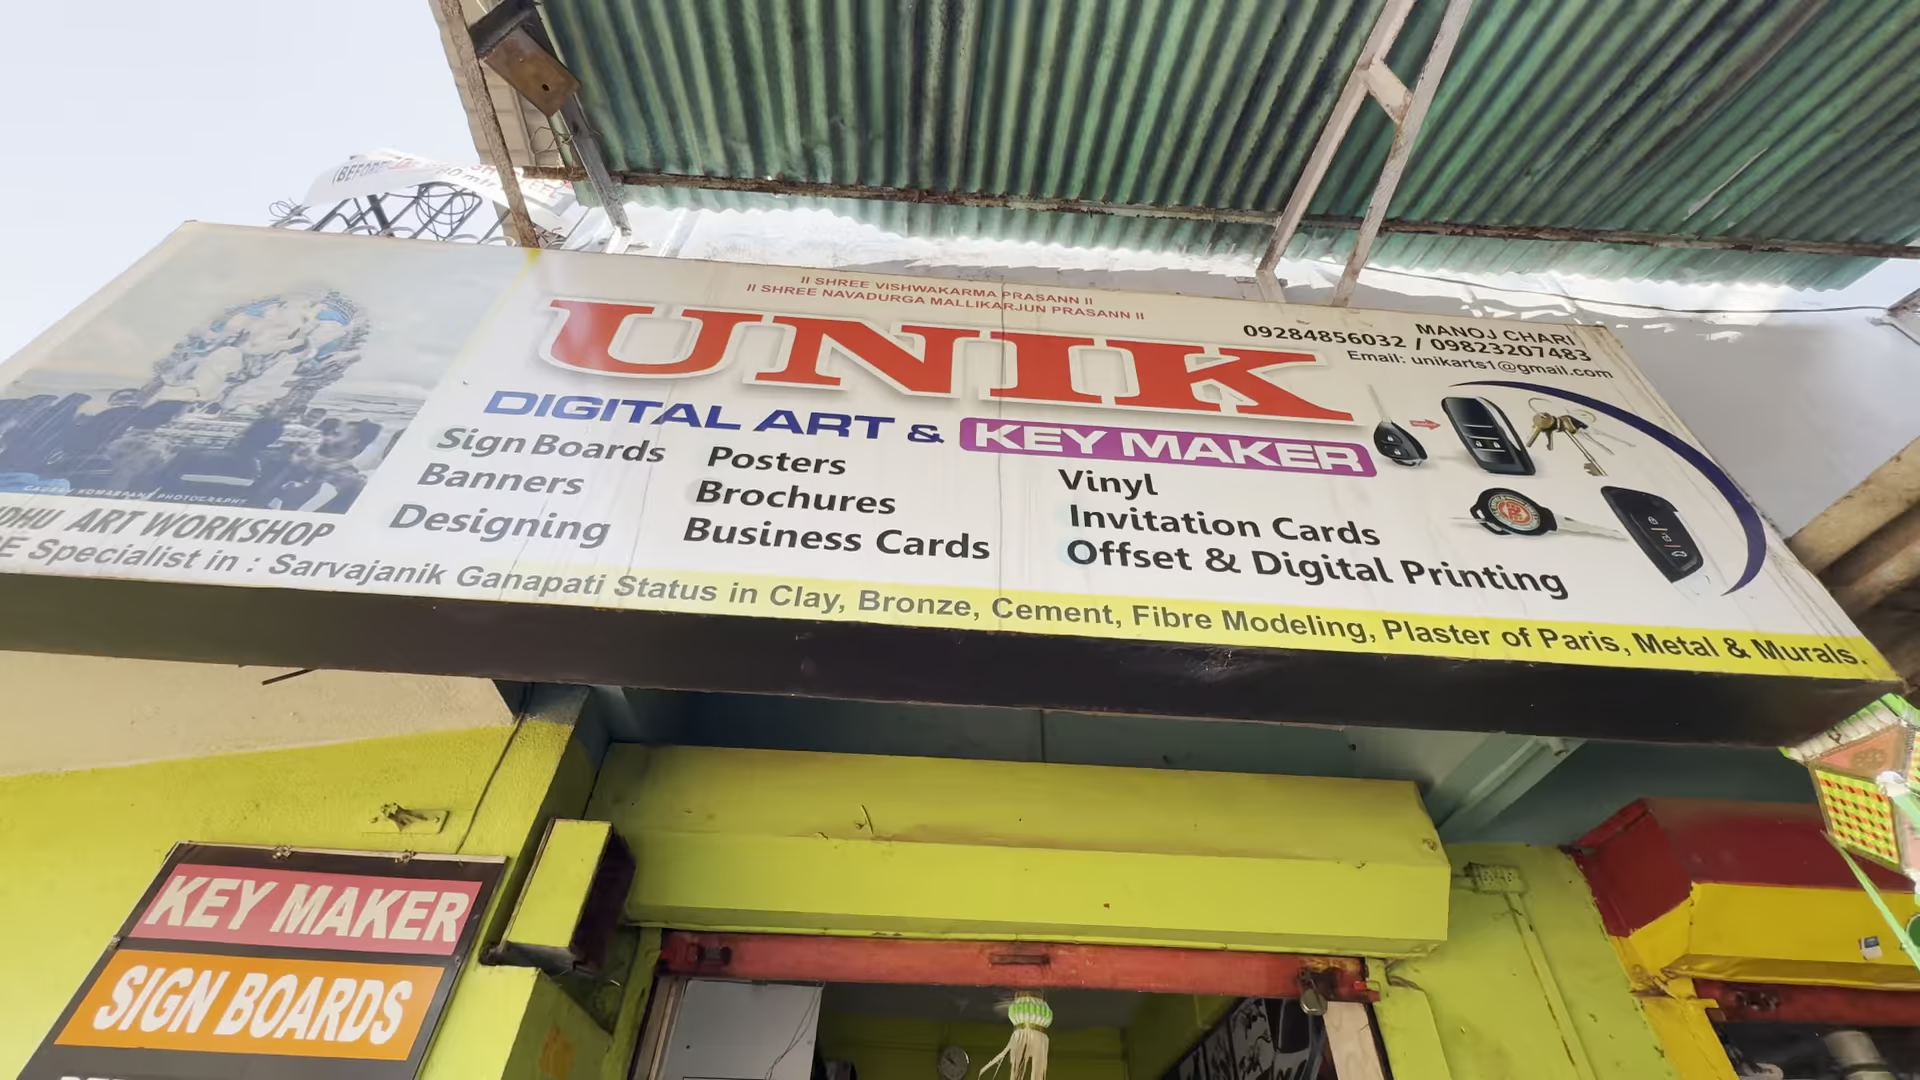 (BEFORE
II SHREE VISHWAKARMA PRASANN II
II SHREE NAVADURGA MALLIKARJUN PRASANN II
UNIK
MANOJ CHARI
09284856032 / 09823207483
Email: unikarts1@gmail.com
DIGITAL ART & KEY MAKER
Sign Boards
Banners
Designing
Posters
Brochures
Business Cards
Vinyl
Invitation Cards
Offset & Digital Printing
PHOTOGRAPHY
ART WORKSHOP
Specialist in : Sarvajanik Ganapati Status in Clay, Bronze, Cement, Fibre Modeling, Plaster of Paris, Metal & Murals.
KEY MAKER
SIGN BOARDS